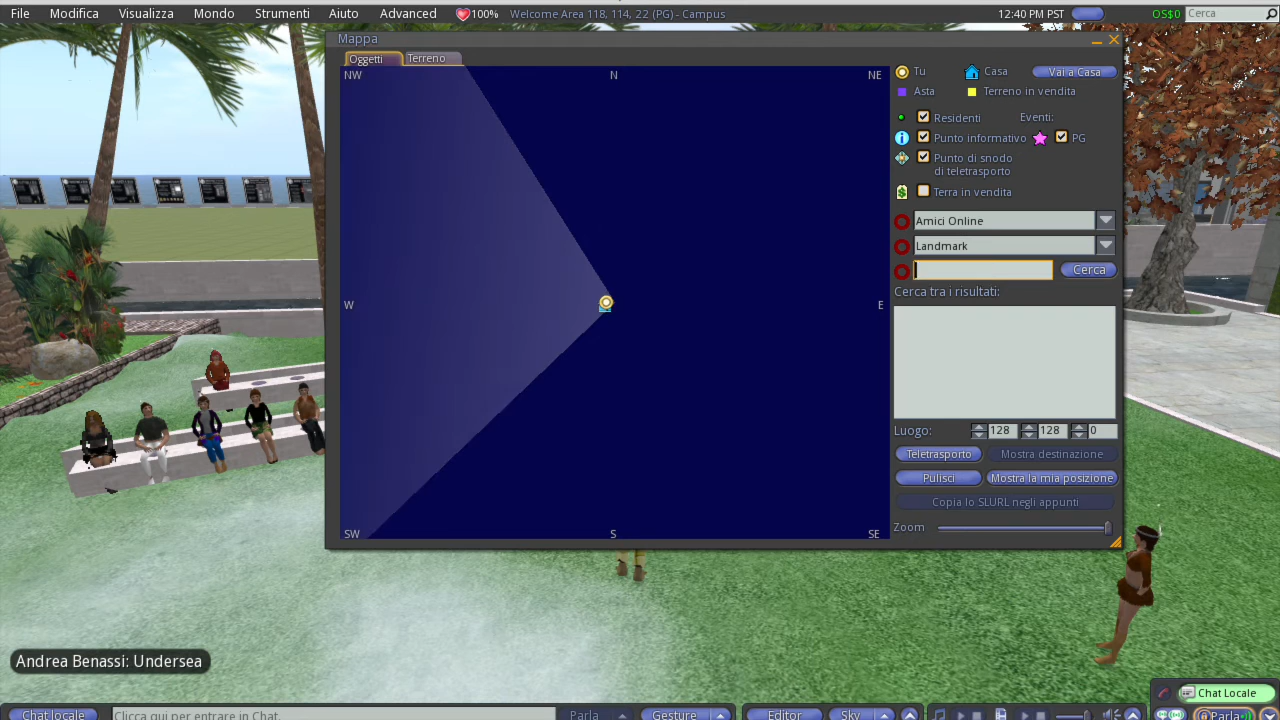 File Modifica Visualizza Mondo Strumenti Aiuto Advanced 100% Welcome Area 118, 114, 22 (PG) - Campus 12:40 PM PST OS$0 Cerca
Mappa
Oggetti Terreno
NW N NE
W E
SW S SE
Tu Casa Vai a Casa
Asta Terreno in vendita
Residenti Eventi:
Punto informativo PG
Punto di snodo
di teletrasporto
Terra in vendita
Amici Online
Landmark
Cerca
Cerca tra i risultati:
Luogo: 128 128 0
Teletrasporto Mostra destinazione
Pulisci Mostra la mia posizione
Copia lo SLURL negli appunti
Zoom
Andrea Benassi: Undersea
Chat Locale
Chat locale Clicca qui per entrare in Chat. Parla Gesture Editor Sky Parla